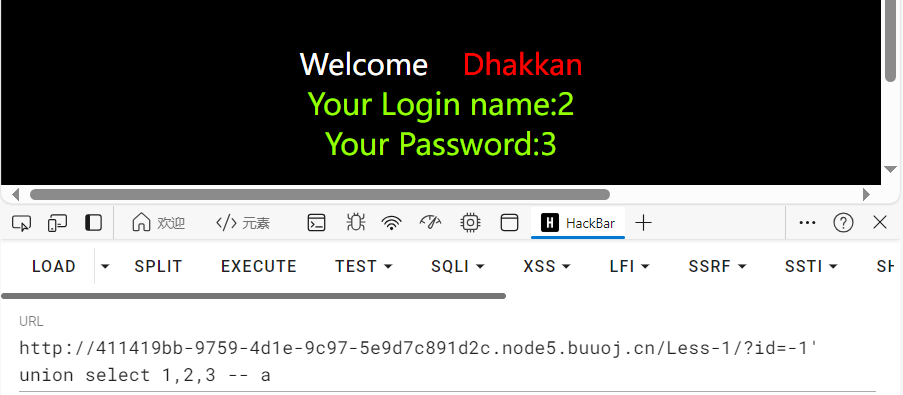 Welcome Dhakkan
Your Login name:2
Your Password:3
欢迎 元素 HackBar
LOAD SPLIT EXECUTE TEST SQLI XSS LFI SSRF SSTI SH
URL
http://411419bb-9759-4d1e-9c97-5e9d7c891d2c.node5.buuoj.cn/Less-1/?id=-1'
union select 1,2,3 -- a